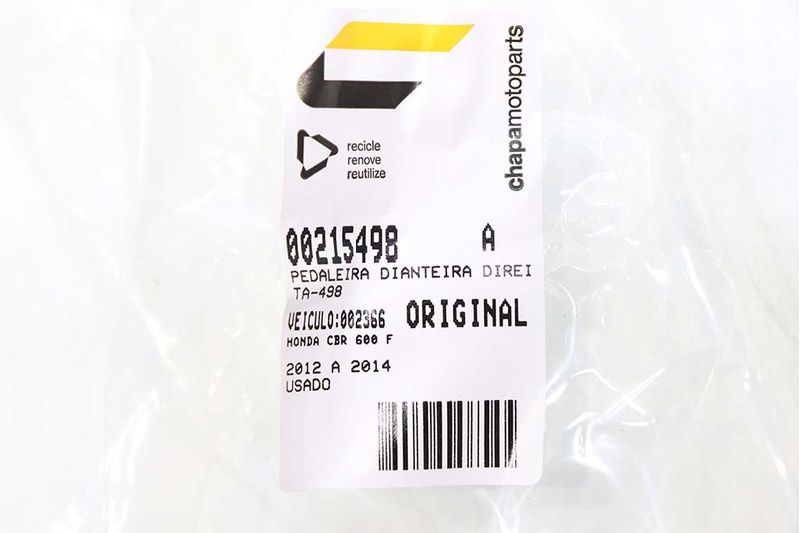 chapamotoparts
recicle
renove
reutilize
00215498 A
PEDALEIRA DIANTEIRA DIREI
TA-498
VEICULO:002366 ORIGINAL
HONDA CBR 600 F
2012 A 2014
USADO